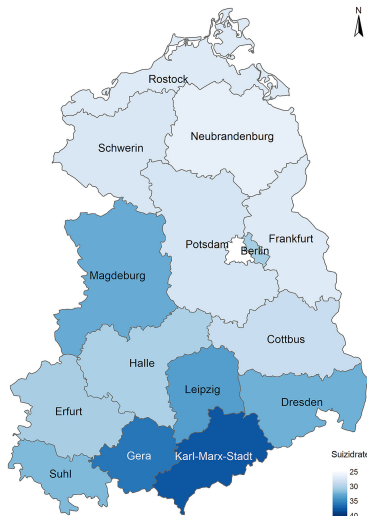 N
Rostock
Neubrandenburg
Schwerin
Potsdam
Berlin
Frankfurt
Magdeburg
Cottbus
Halle
Leipzig
Dresden
Erfurt
Gera
Karl-Marx-Stadt
Suhl
Suizidrate
25
30
35
40